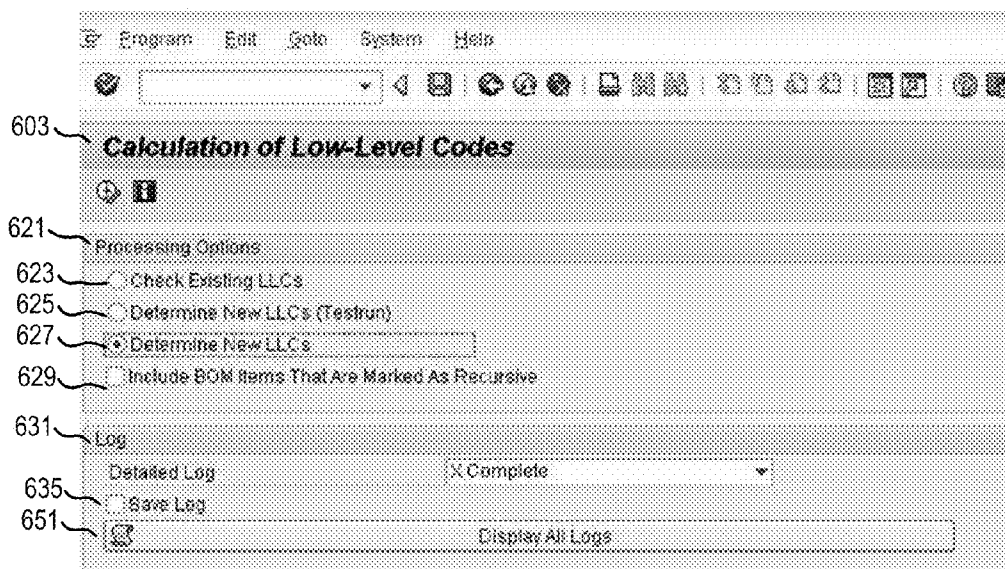 Program Edit Goto System Help
603
Calculation of Low-Level Codes
621
Processing Options
623
Check Existing LLCs
625
Determine New LLCs (Testrun)
627
Determine New LLCs
629
Include BOM Items That Are Marked As Recursive
631
Log
Detailed Log X Complete
635
Save Log
651
Display All Logs